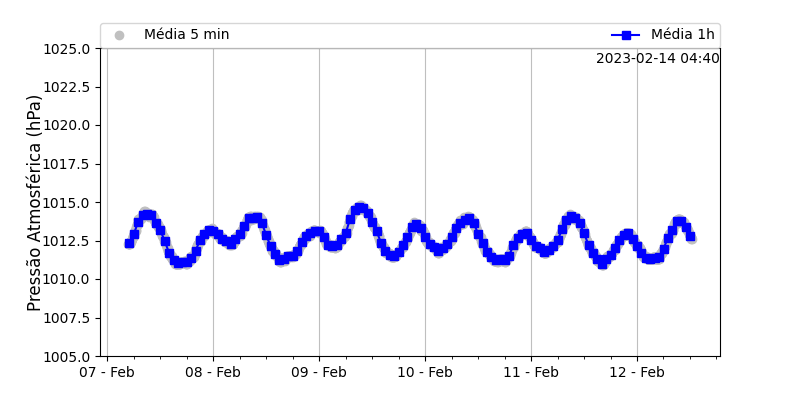 Média 5 min
Média 1h
2023-02-14 04:40
Pressão Atmosférica (hPa)
1025.0
1022.5
1020.0
1017.5
1015.0
1012.5
1010.0
1007.5
1005.0
07 - Feb
08 - Feb
09 - Feb
10 - Feb
11 - Feb
12 - Feb